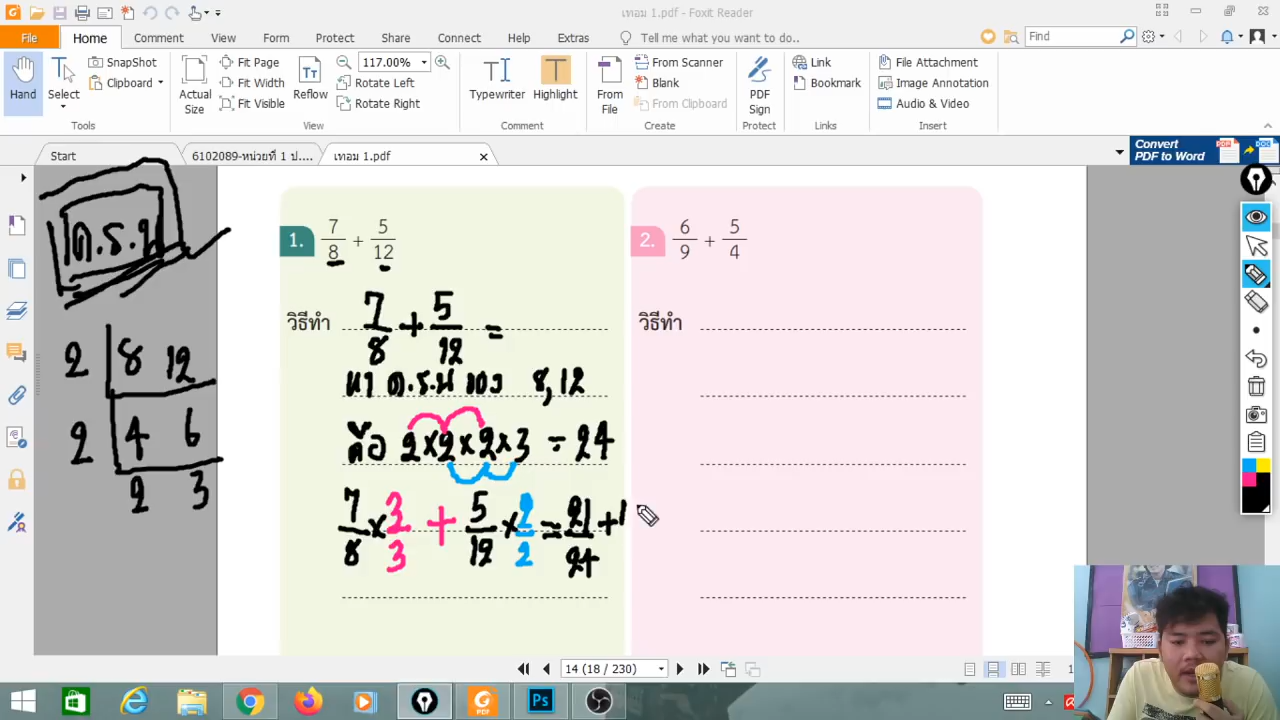 เทอม 1.pdf - Foxit Reader
File Home Comment View Form Protect Share Connect Help Extras Tell me what you want to do... Find
Hand Select SnapShot Clipboard Actual Size Fit Page Fit Width Fit Visible Reflow 117.00% Rotate Left Rotate Right Typewriter Highlight From File From Scanner Blank From Clipboard PDF Sign Link Bookmark File Attachment Image Annotation Audio & Video
Tools View Comment Create Protect Links Insert
Start 6102089-หน่วยที่ 1 ป.... เทอม 1.pdf
Convert PDF to Word
ค.ร.น
1. 7/8 + 5/12
2. 6/9 + 5/4
วิธีทำ 7/8 + 5/12 =
วิธีทำ
หา ค.ร.น ของ 8,12
คือ 2×2×2×3 = 24
7/8 × 3/3 + 5/12 × 2/2 = 21/24 + 1
2 8 12
2 4 6
2 3
14 (18 / 230)
Ps